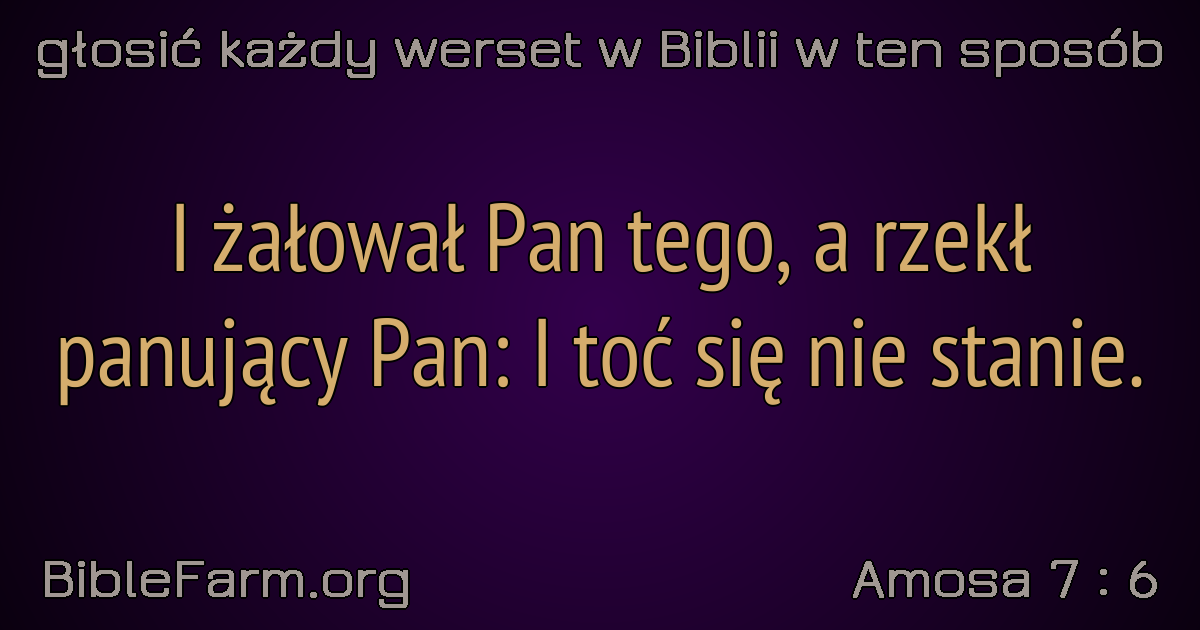 głosić każdy werset w Biblii w ten sposób
I żałował Pan tego, a rzekł
panujący Pan: I toć się nie stanie.
BibleFarm.org
Amosa 7 : 6